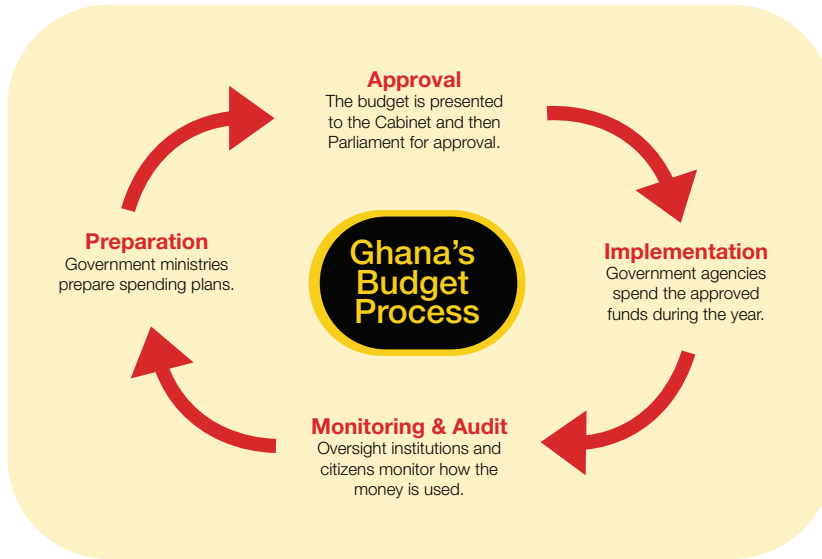 Approval
The budget is presented
to the Cabinet and then
Parliament for approval.
Preparation
Government ministries
prepare spending plans.
Ghana's
Budget
Process
Implementation
Government agencies
spend the approved
funds during the year.
Monitoring & Audit
Oversight institutions and
citizens monitor how the
money is used.